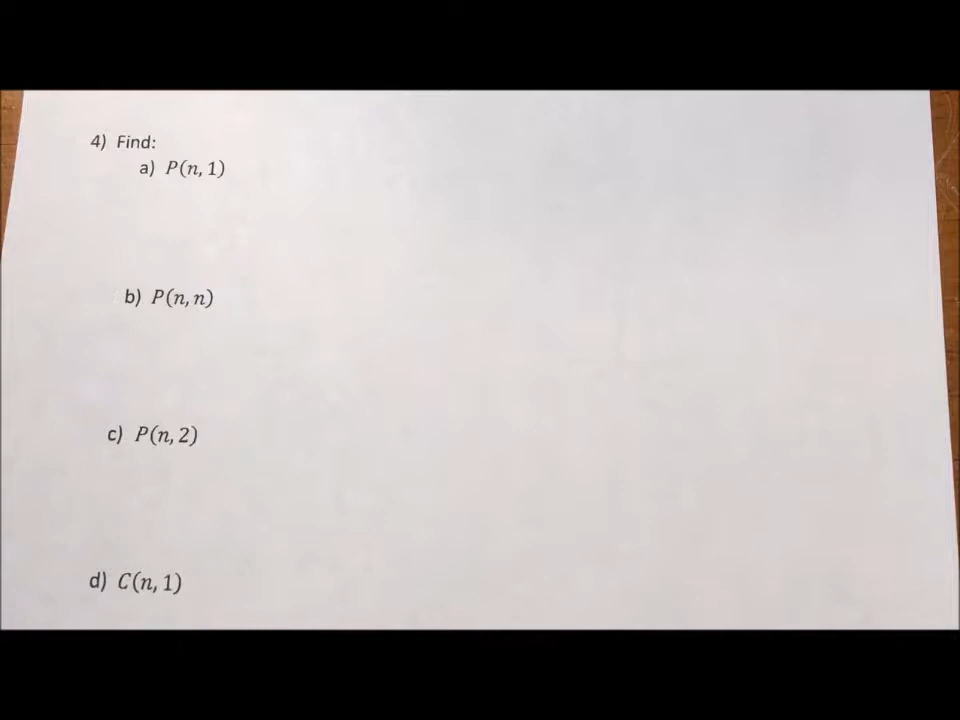 4) Find:
a) P(n, 1)
b) P(n, n)
c) P(n, 2)
d) C(n, 1)